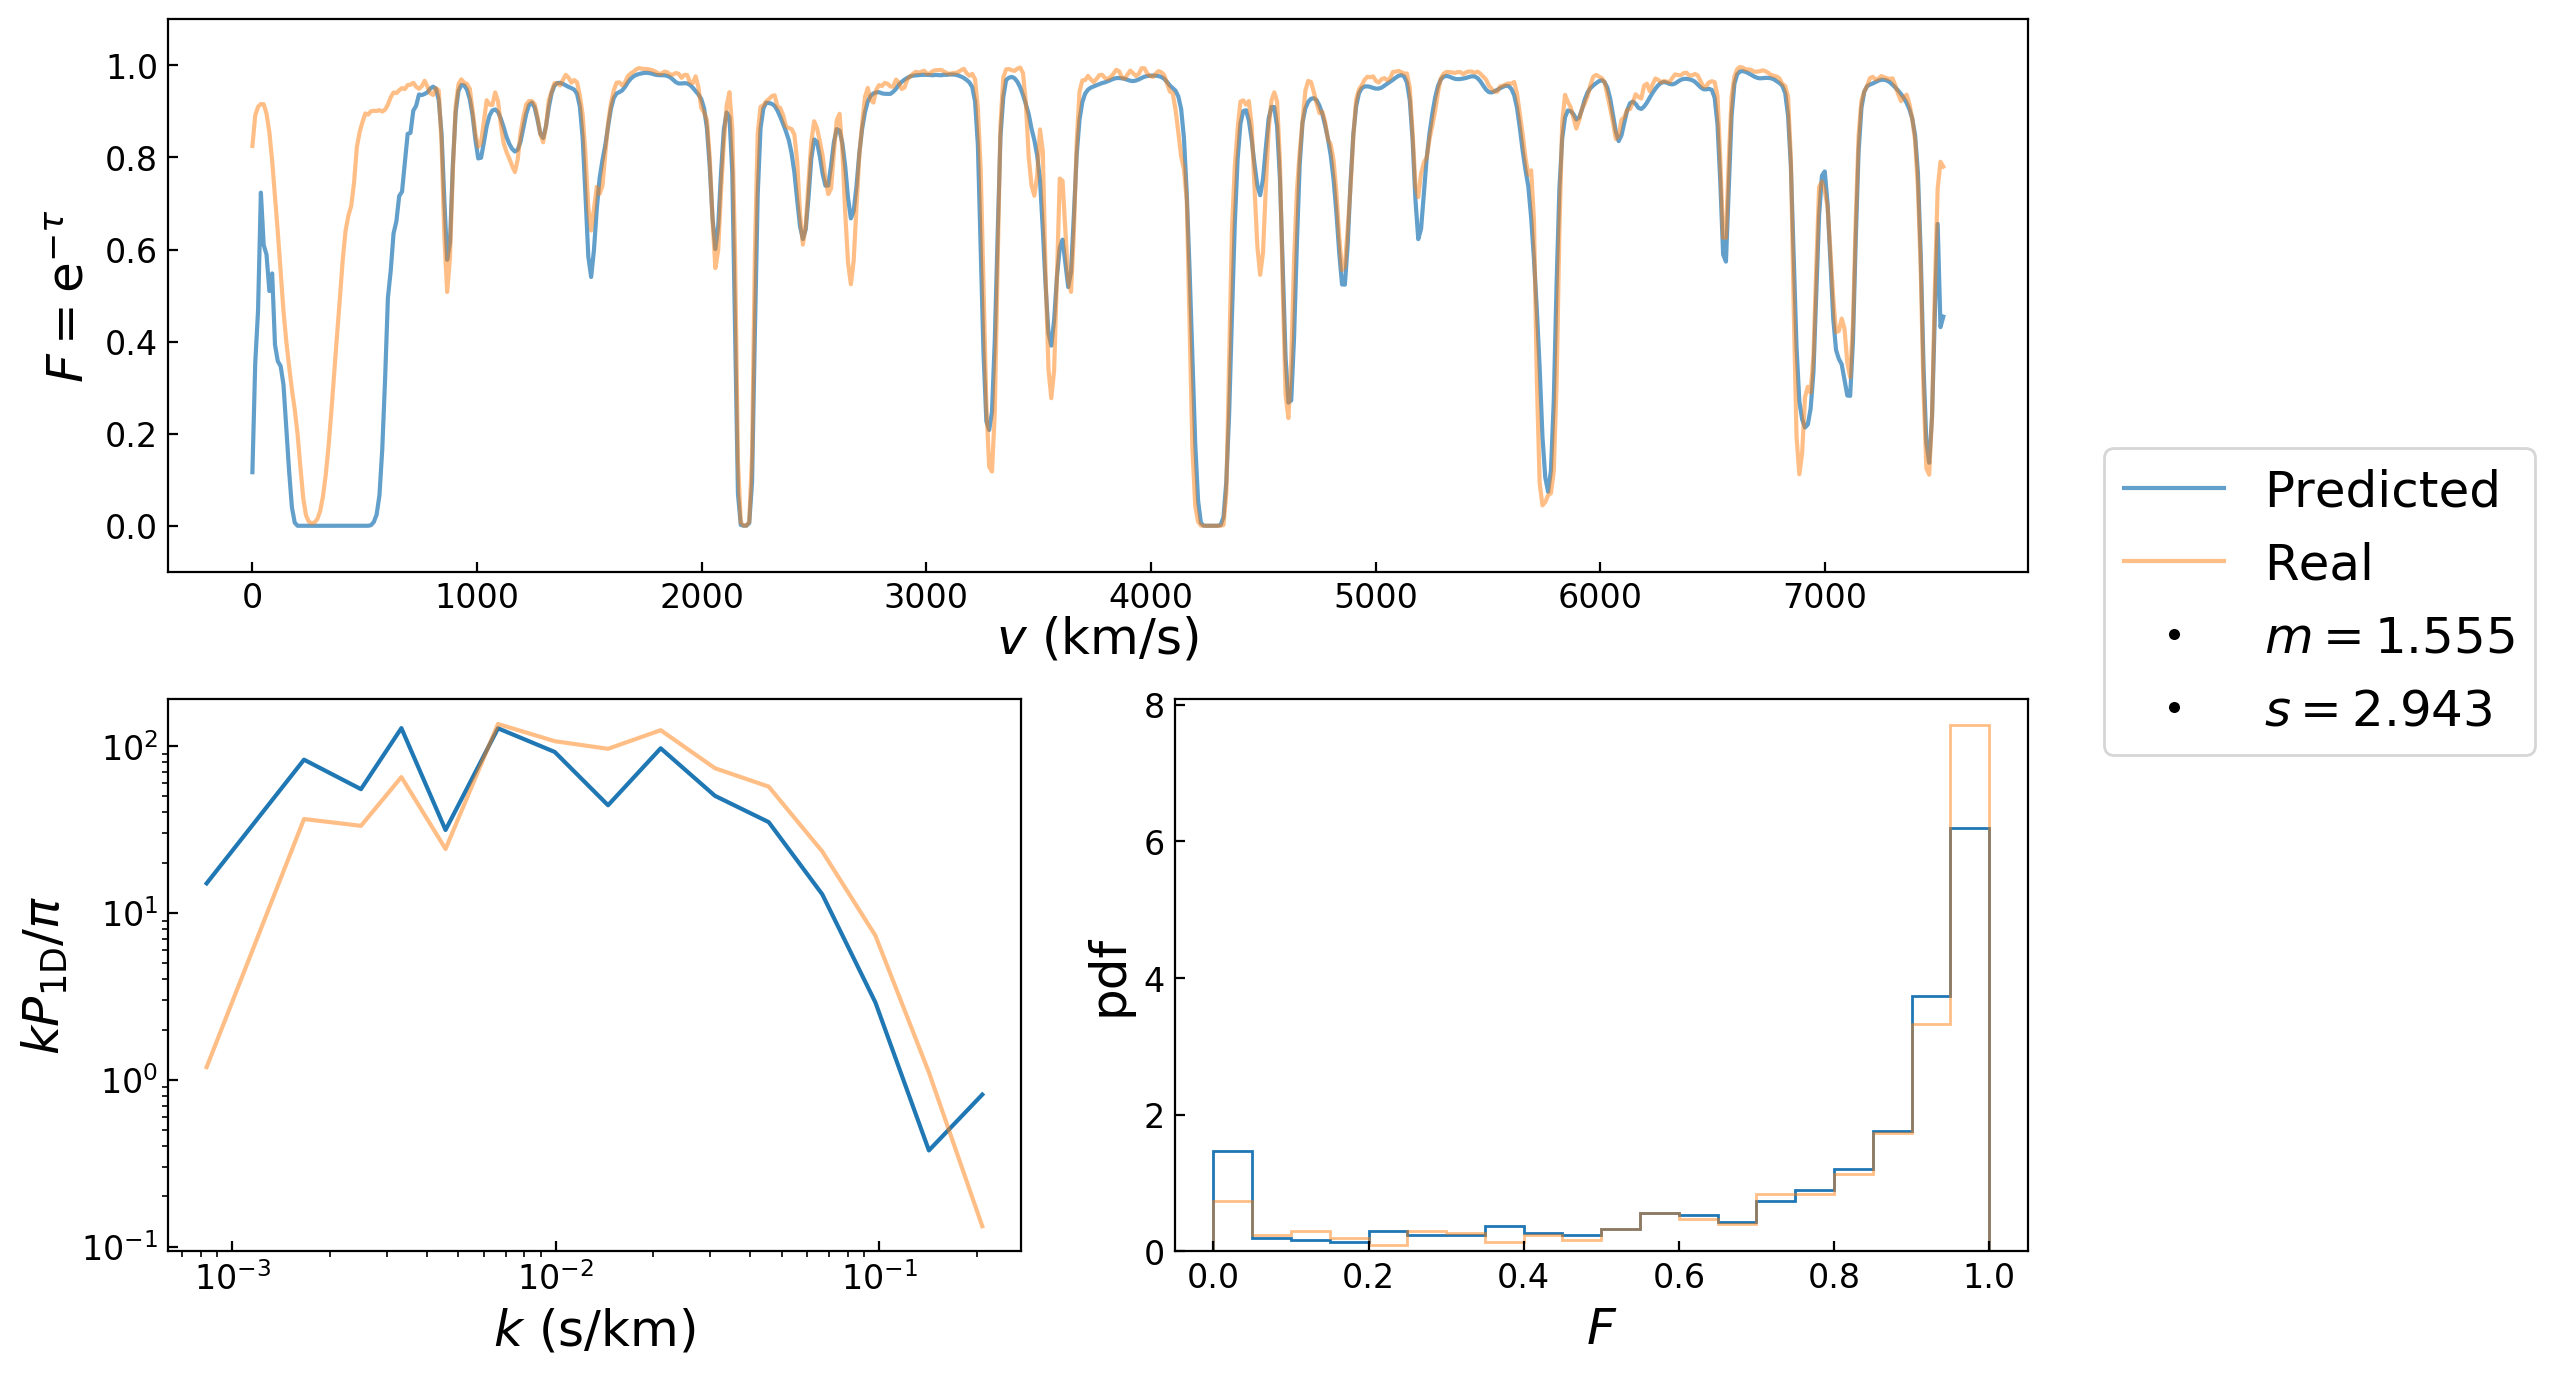 1.0
0.8
0.6
0.4
0.2
0.0
F = e^{−τ}
0 1000 2000 3000 4000 5000 6000 7000
v (km/s)
Predicted
Real
m = 1.555
s = 2.943
10^2
10^1
10^0
10^{−1}
kP_{1D}/π
10^{−3} 10^{−2} 10^{−1}
k (s/km)
8
6
4
2
0
pdf
0.0 0.2 0.4 0.6 0.8 1.0
F